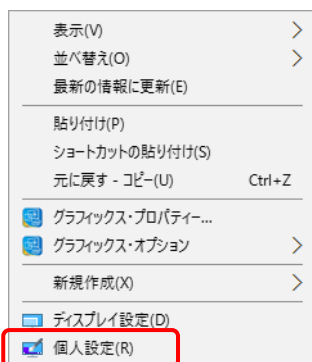 表示(V)
並べ替え(O)
最新の情報に更新(E)
貼り付け(P)
ショートカットの貼り付け(S)
元に戻す - コピー(U) Ctrl+Z
グラフィックス・プロパティー...
グラフィックス・オプション
新規作成(X)
ディスプレイ設定(D)
個人設定(R)